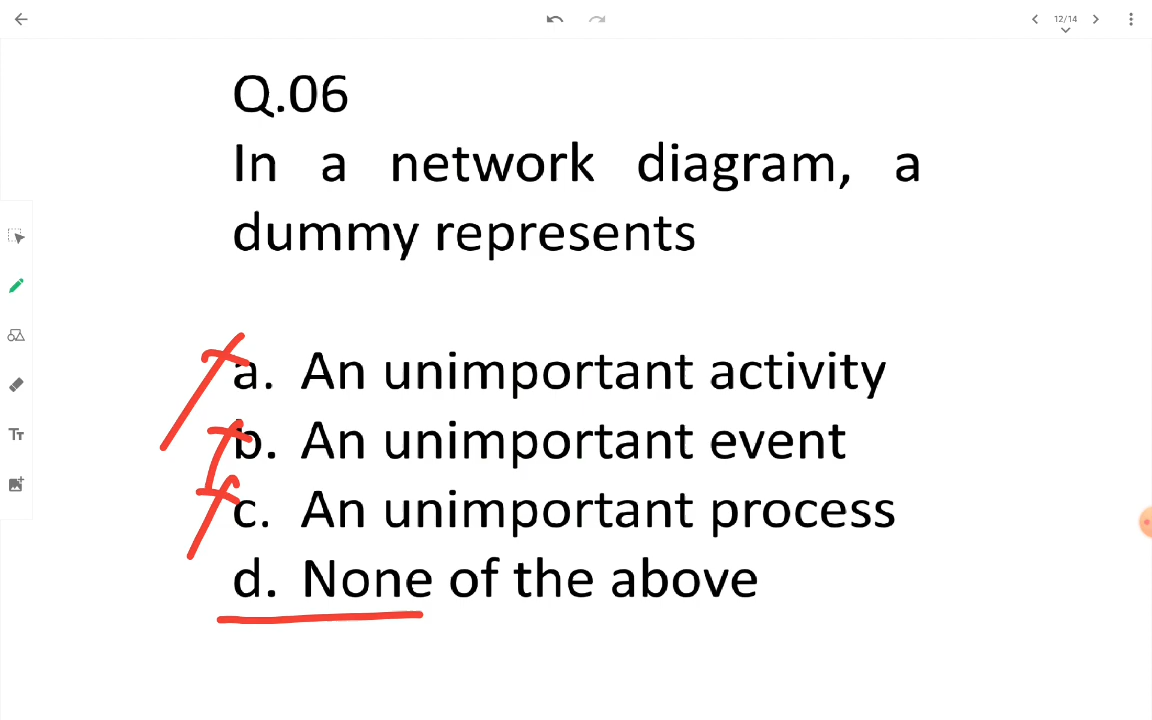 12/14
Q.06
In a network diagram, a
dummy represents
a. An unimportant activity
b. An unimportant event
c. An unimportant process
d. None of the above
Tт